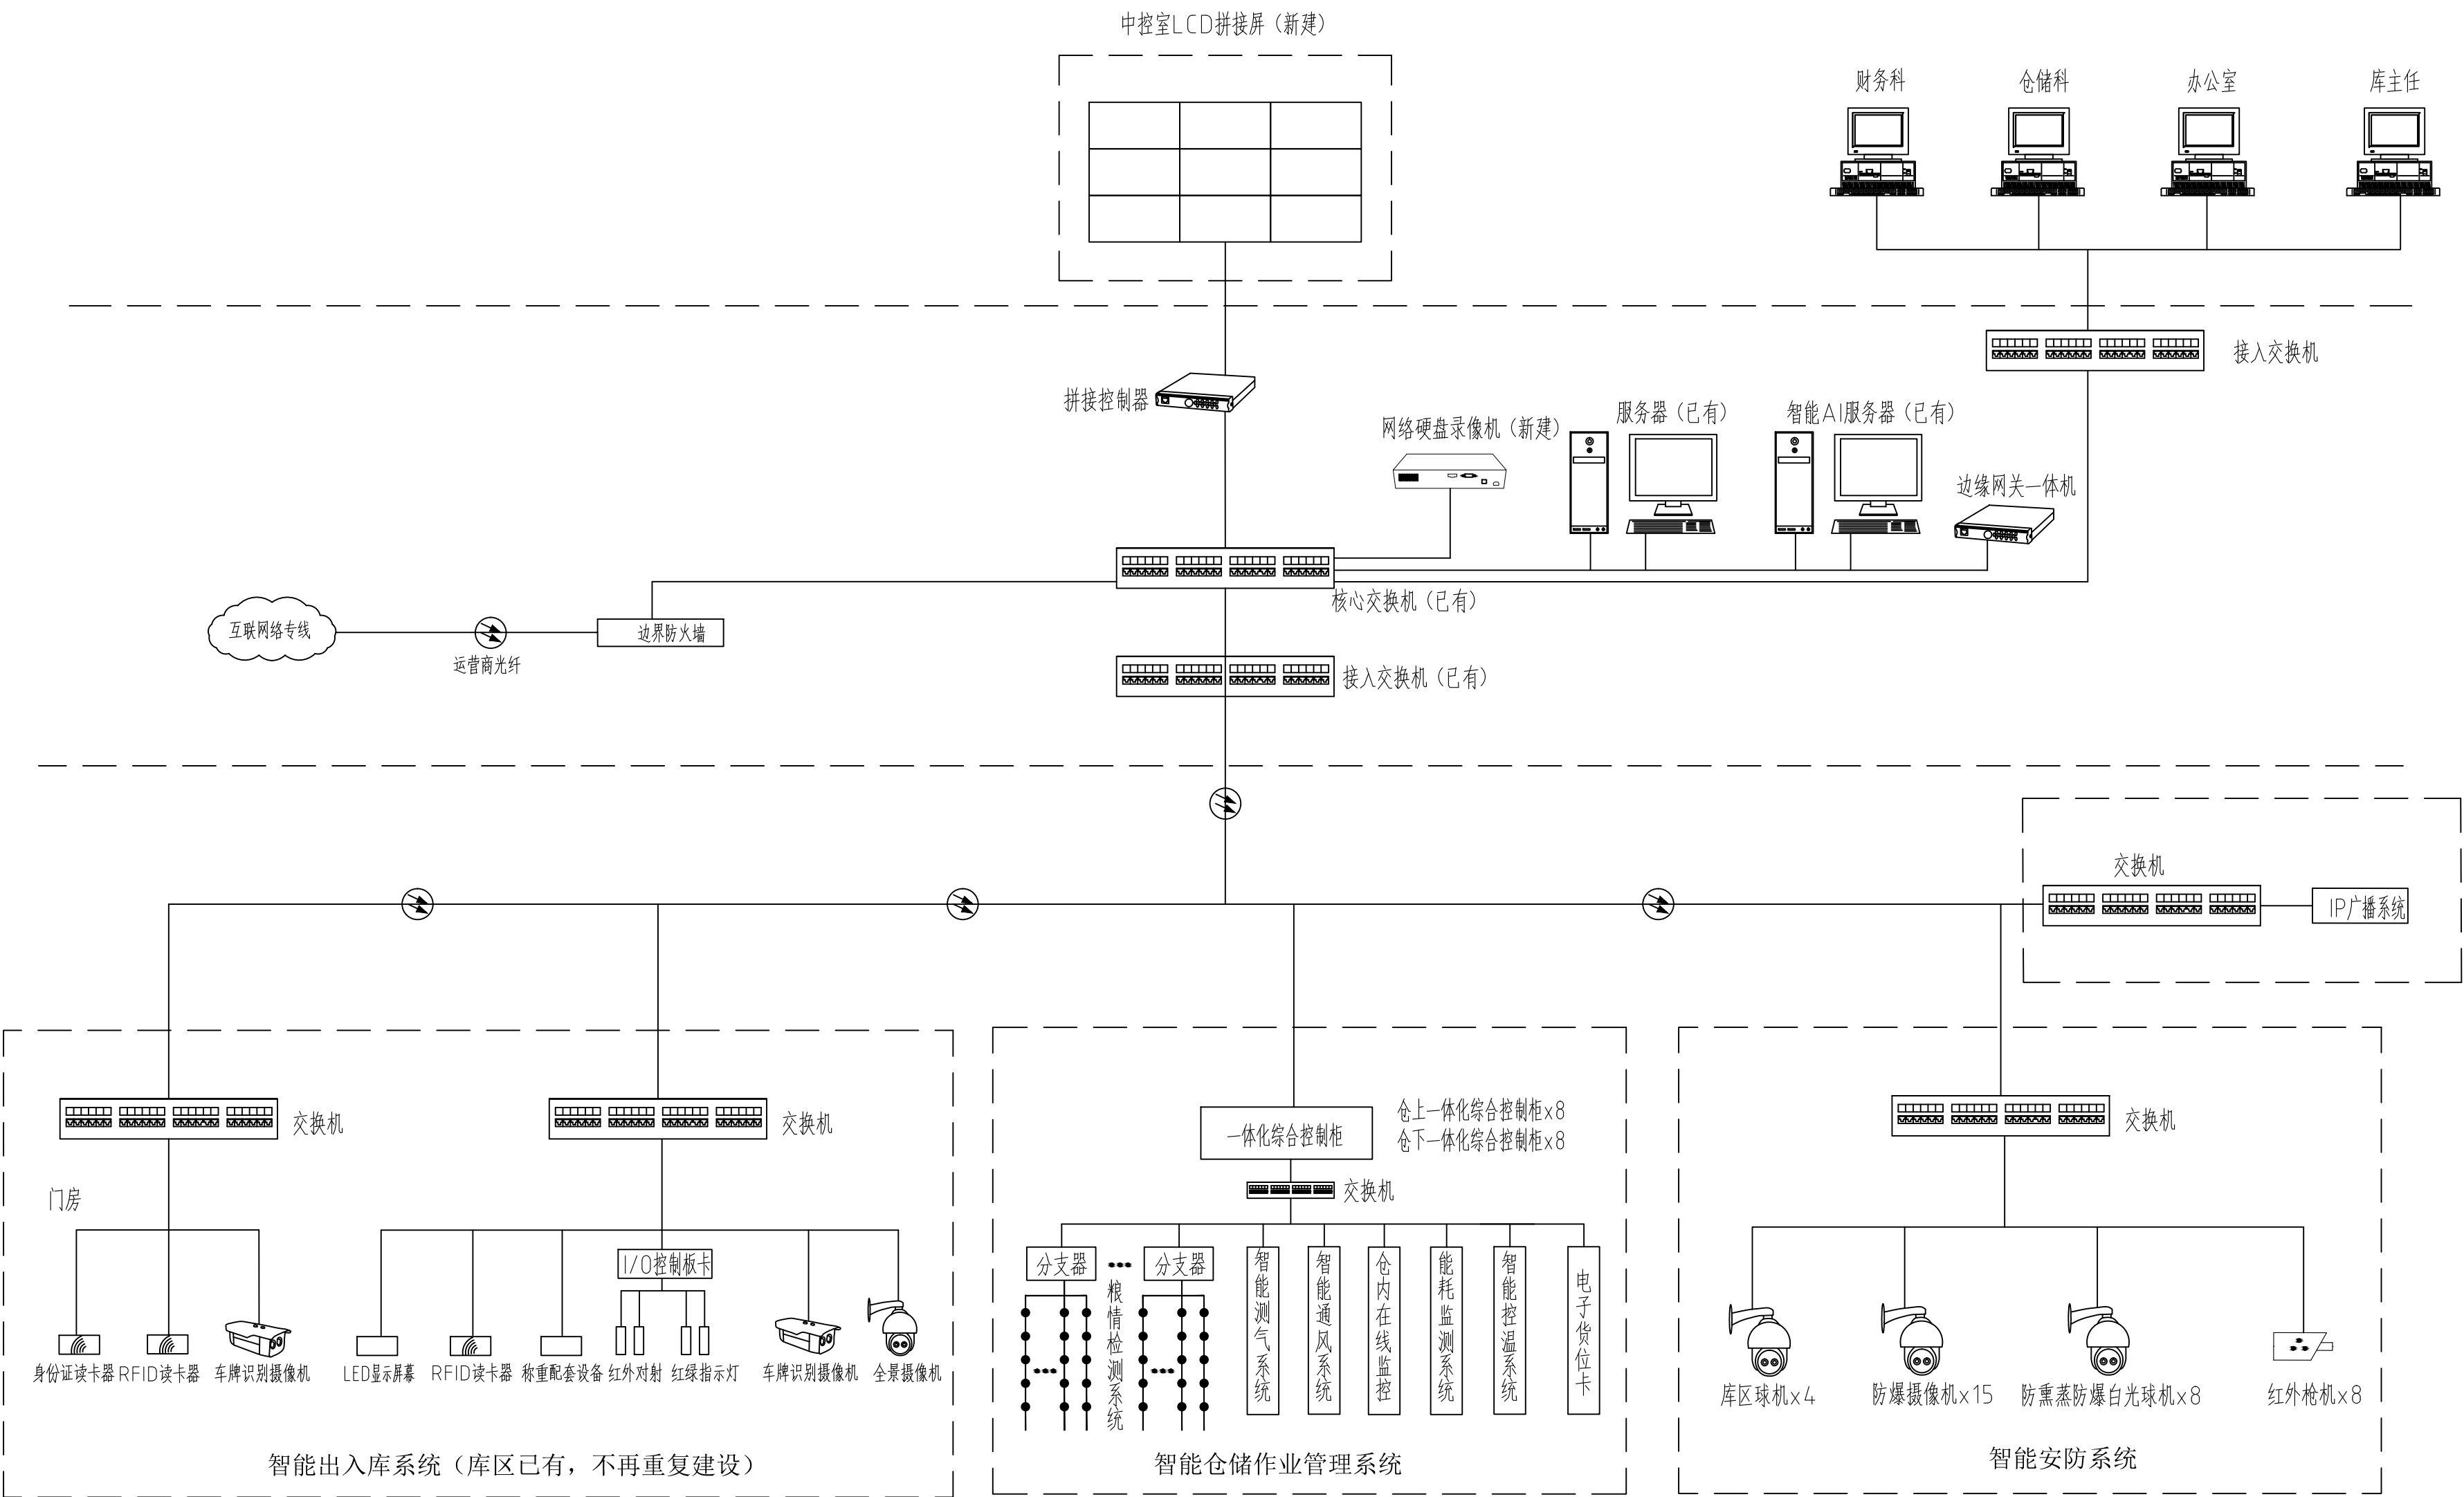 中控室LCD拼接屏（新建）
财务科
仓储科
办公室
库主任
接入交换机
拼接控制器
网络硬盘录像机（新建）
服务器（已有）
智能AI服务器（已有）
边缘网关一体机
核心交换机（已有）
互联网络专线
运营商光纤
边界防火墙
接入交换机（已有）
交换机
IP广播系统
交换机
交换机
一体化综合控制柜
仓上一体化综合控制柜x8
仓下一体化综合控制柜x8
交换机
交换机
门房
I/O控制板卡
分支器
分支器
粮情检测系统
智能测气系统
智能通风系统
仓内在线监控
能耗监测系统
智能控温系统
电子货位卡
身份证读卡器
RFID读卡器
车牌识别摄像机
LED显示屏幕
RFID读卡器
称重配套设备
红外对射
红绿指示灯
车牌识别摄像机
全景摄像机
库区球机x4
防爆摄像机x15
防熏蒸防爆白光球机x8
红外枪机x8
智能出入库系统（库区已有，不再重复建设）
智能仓储作业管理系统
智能安防系统